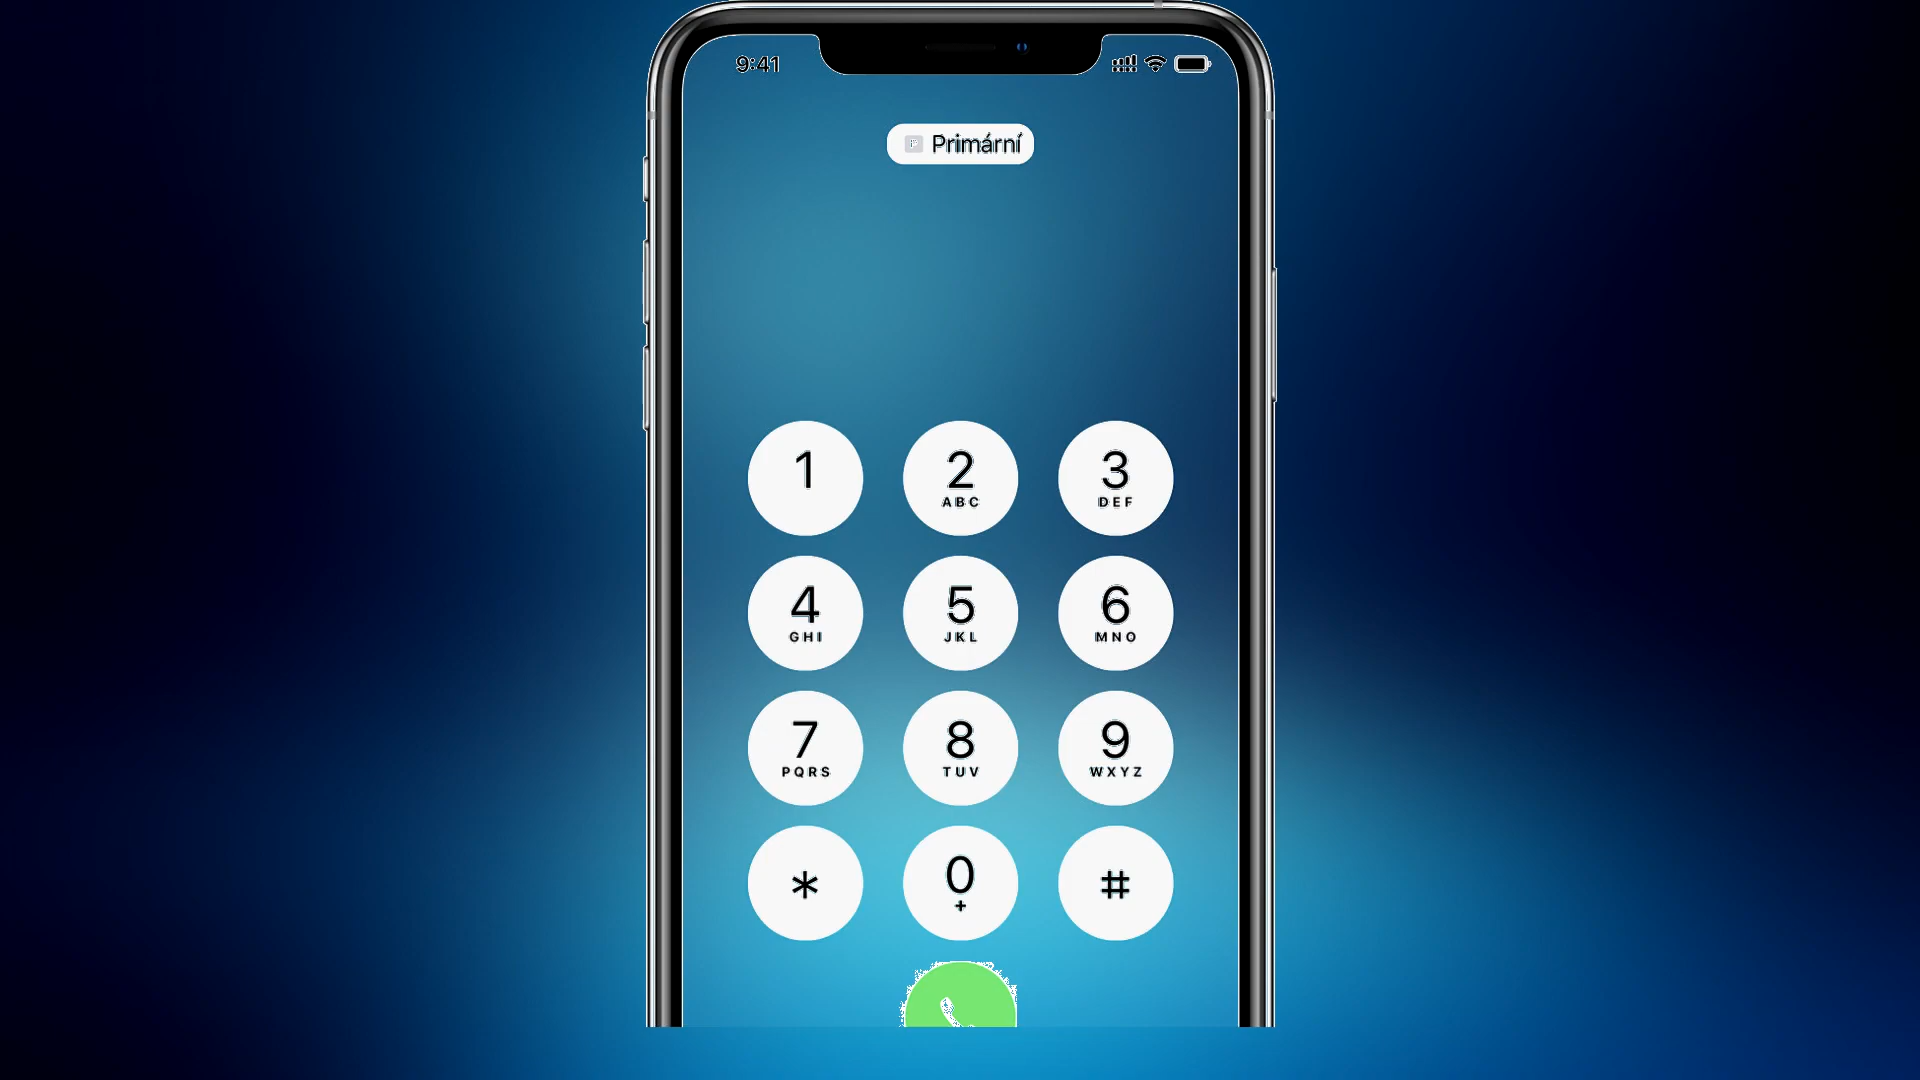 9:41
P Primární
1 2 3
ABC DEF
4 5 6
GHI JKL MNO
7 8 9
PQRS TUV WXYZ
* 0 #
+